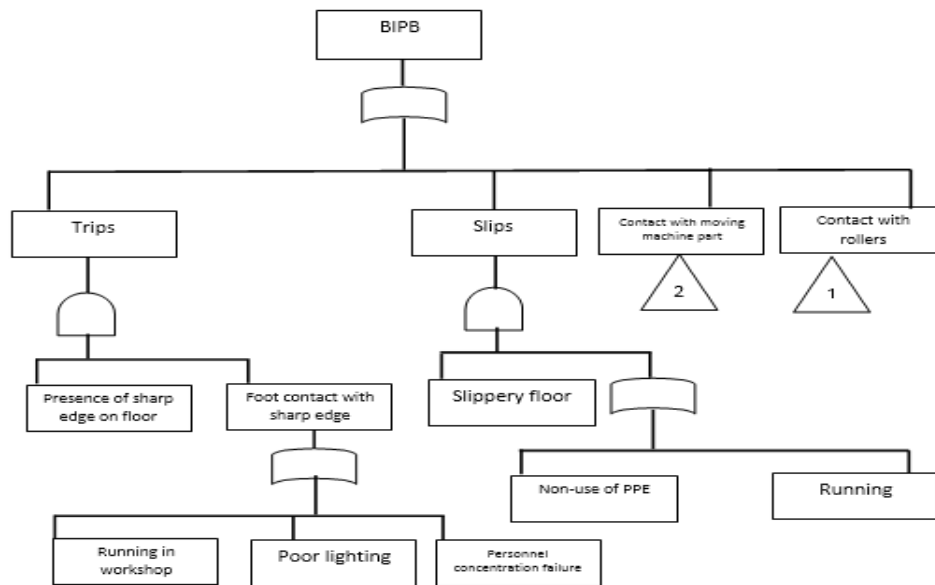 BIPB
Trips
Slips
Contact with moving
machine part
Contact with
rollers
2
1
Presence of sharp
edge on floor
Foot contact with
sharp edge
Slippery floor
Non-use of PPE
Running
Running in
workshop
Poor lighting
Personnel
concentration failure